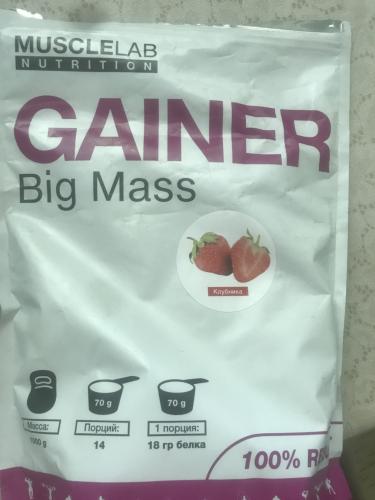 MUSCLELAB
NUTRITION
GAINER
Big Mass
Клубника
70 g
70 g
Масса:
Порций:
1 порция:
1000 g
14
18 гр белка
100%